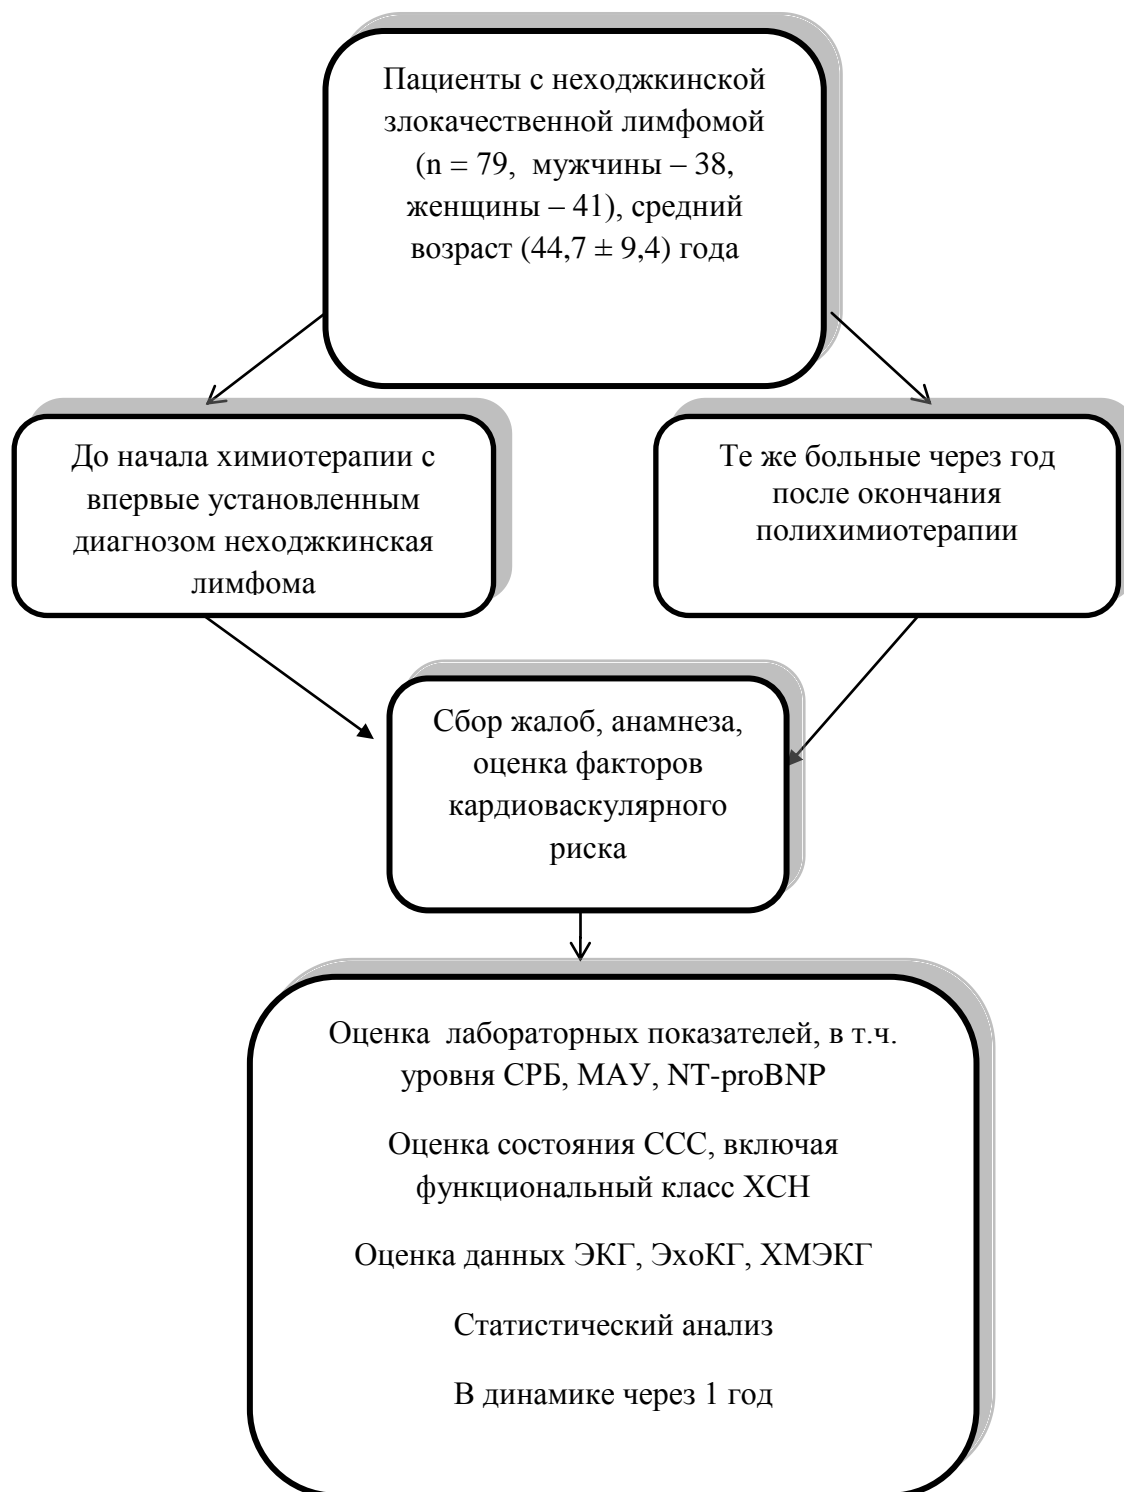 Пациенты с неходжкинской
злокачественной лимфомой
(n = 79, мужчины – 38,
женщины – 41), средний
возраст (44,7 ± 9,4) года
До начала химиотерапии с
впервые установленным
диагнозом неходжкинская
лимфома
Те же больные через год
после окончания
полихимиотерапии
Сбор жалоб, анамнеза,
оценка факторов
кардиоваскулярного
риска
Оценка лабораторных показателей, в т.ч.
уровня СРБ, МАУ, NT-proBNP
Оценка состояния ССС, включая
функциональный класс ХСН
Оценка данных ЭКГ, ЭхоКГ, ХМЭКГ
Статистический анализ
В динамике через 1 год